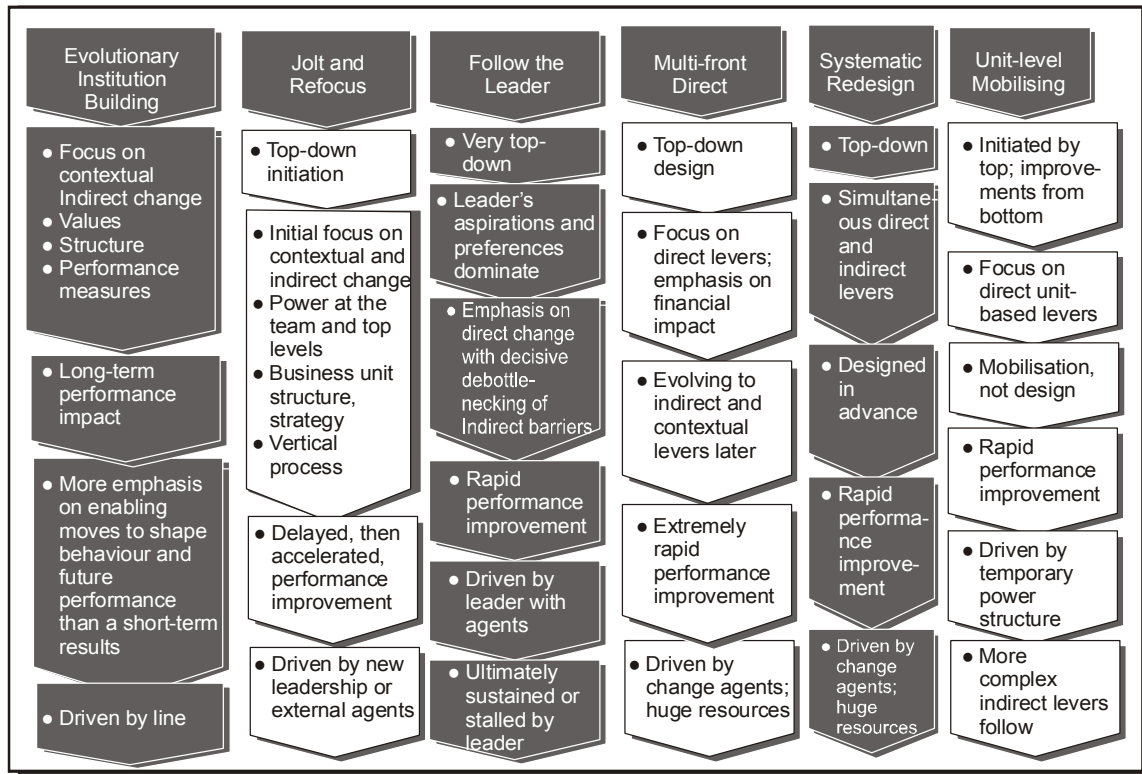 Evolutionary
Institution
Building
● Focus on
contextual
Indirect change
● Values
● Structure
● Performance
measures
● Long-term
performance
impact
● More emphasis
on enabling
moves to shape
behaviour and
future
performance
than a short-term
results
● Driven by line
Jolt and
Refocus
● Top-down
initiation
● Initial focus on
contextual and
indirect change
● Power at the
team and top
levels
● Business unit
structure,
strategy
● Vertical
process
● Delayed, then
accelerated,
performance
improvement
● Driven by new
leadership or
external agents
Follow the
Leader
● Very top-
down
● Leader's
aspirations and
preferences
dominate
● Emphasis on
direct change
with decisive
debottle-
necking of
Indirect barriers
● Rapid
performance
improvement
● Driven by
leader with
agents
● Ultimately
sustained or
stalled by
leader
Multi-front
Direct
● Top-down
design
● Focus on
direct levers;
emphasis on
financial
impact
● Evolving to
indirect and
contextual
levers later
● Extremely
rapid
performance
improvement
● Driven by
change agents;
huge resources
Systematic
Redesign
● Top-down
● Simultane-
ous direct
and
indirect
levers
● Designed
in
advance
● Rapid
performa-
nce
improve-
ment
● Driven by
change
agents;
huge
resources
Unit-level
Mobilising
● Initiated by
top; improve-
ments from
bottom
● Focus on
direct unit-
based levers
● Mobilisation,
not design
● Rapid
performance
improvement
● Driven by
temporary
power
structure
● More
complex
indirect levers
follow